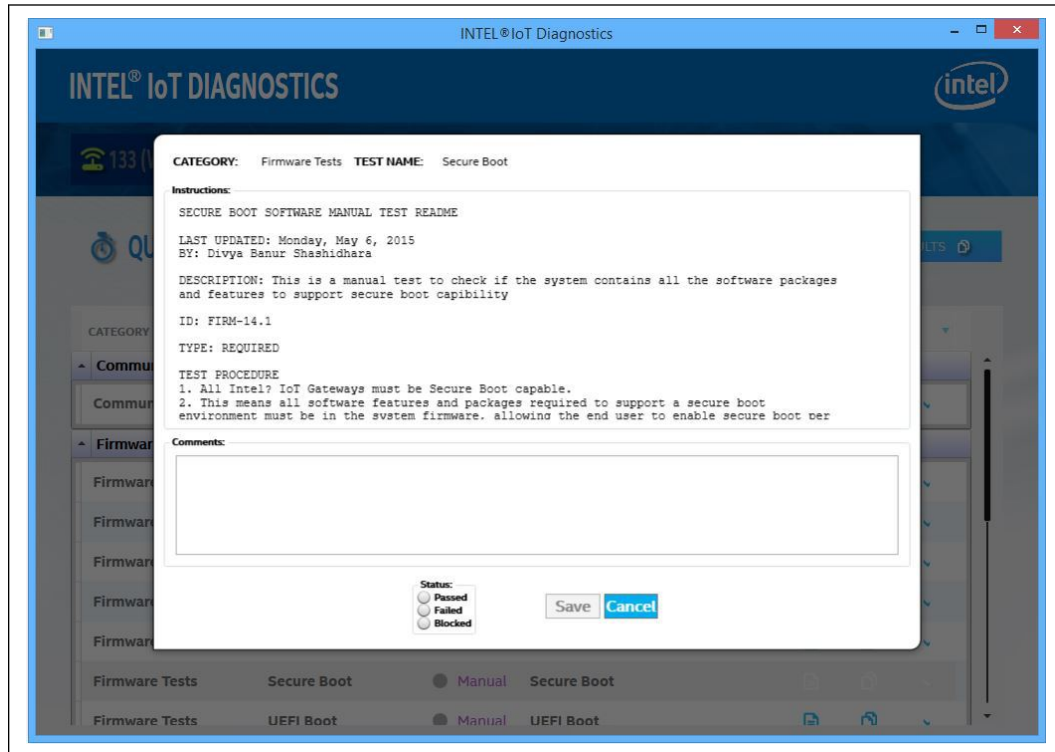 INTEL®IoT Diagnostics
INTEL® IoT DIAGNOSTICS
intel
133 (
CATEGORY: Firmware Tests TEST NAME: Secure Boot
Instructions:
SECURE BOOT SOFTWARE MANUAL TEST README
LAST UPDATED: Monday, May 6, 2015
BY: Divya Banur Shashidhara
DESCRIPTION: This is a manual test to check if the system contains all the software packages
and features to support secure boot capibility
ID: FIRM-14.1
TYPE: REQUIRED
TEST PROCEDURE
1. All Intel? IoT Gateways must be Secure Boot capable.
2. This means all software features and packages required to support a secure boot
environment must be in the system firmware, allowing the end user to enable secure boot per
QU
LTS
CATEGORY
Commu
Commun
Firmwar
Comments:
Firmware
Firmware
Firmware
Firmware
Firmware
Status:
Passed
Failed
Blocked
Save Cancel
Firmware Tests Secure Boot Manual Secure Boot
Firmware Tests UEFI Boot Manual UEFI Boot